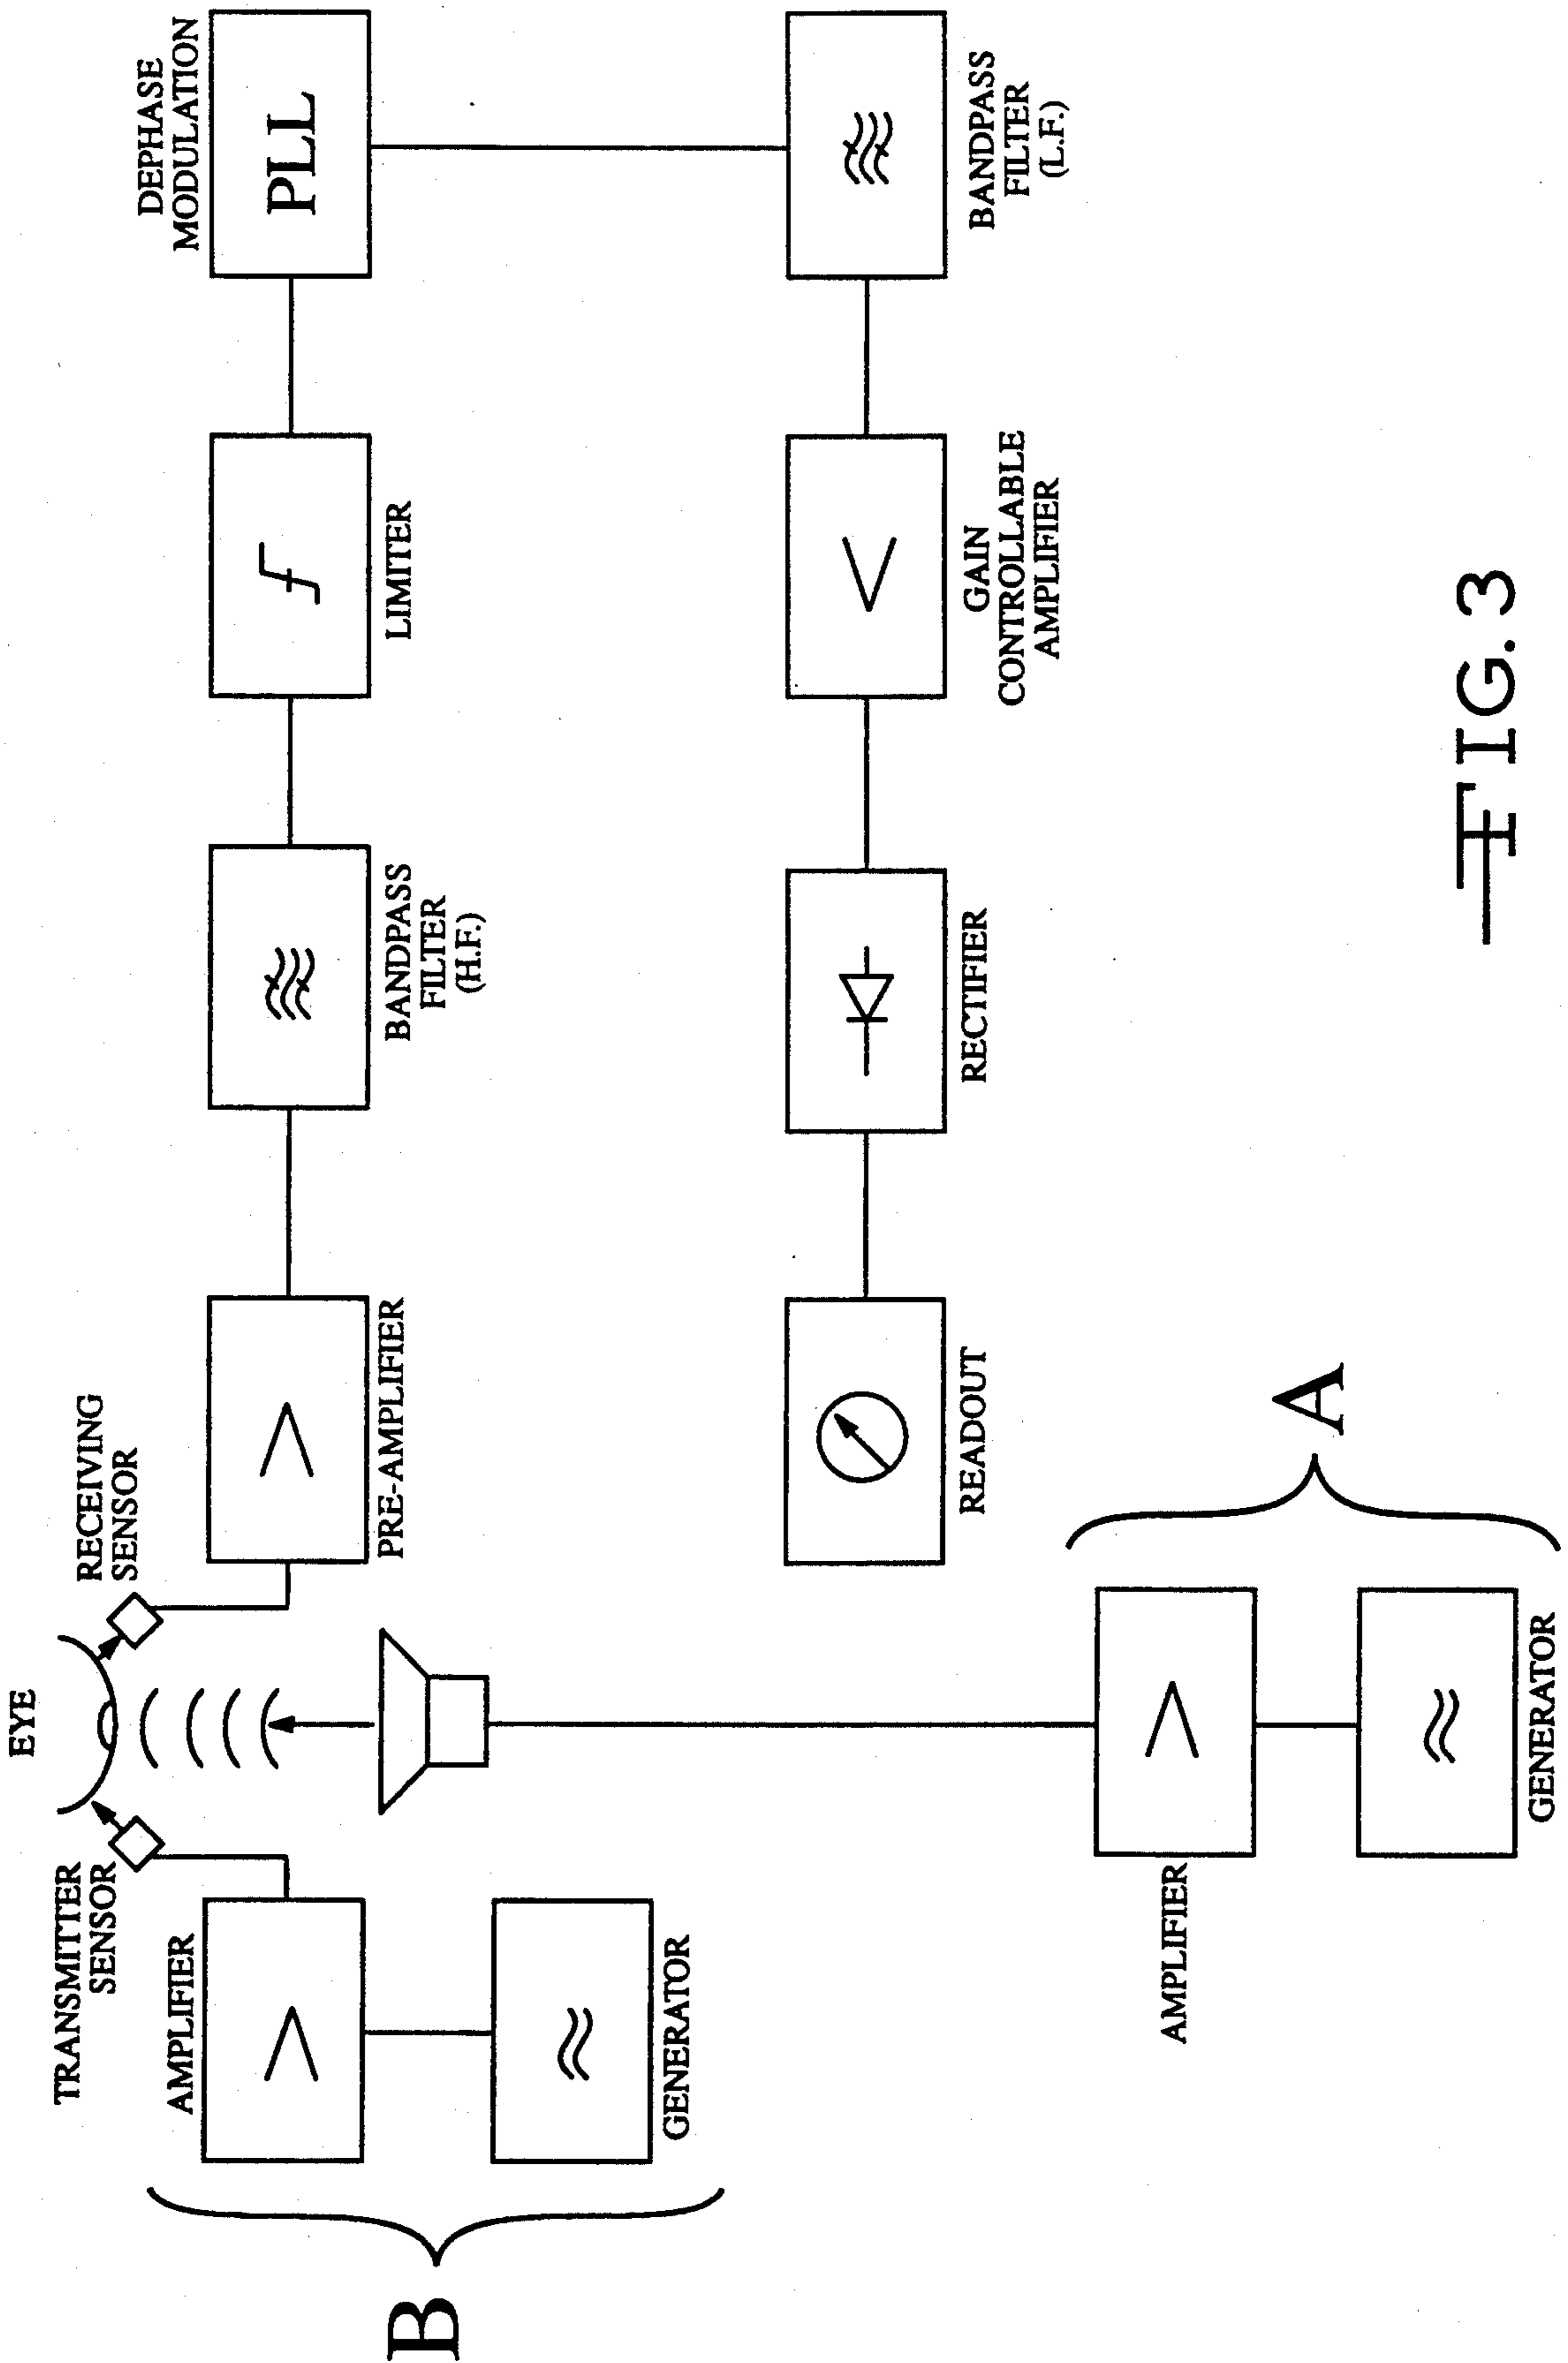 EYE
TRANSMITTER
SENSOR
RECEIVING
SENSOR
DEPHASE
MODULATION
AMPLIFIER
PRE-AMPLIFIER
BANDPASS
FILTER
(H.F.)
LIMITER
PLL
B
GENERATOR
READOUT
RECTIFIER
GAIN
CONTROLLABLE
AMPLIFIER
BANDPASS
FILTER
(L.F.)
AMPLIFIER
A
GENERATOR
FIG. 3